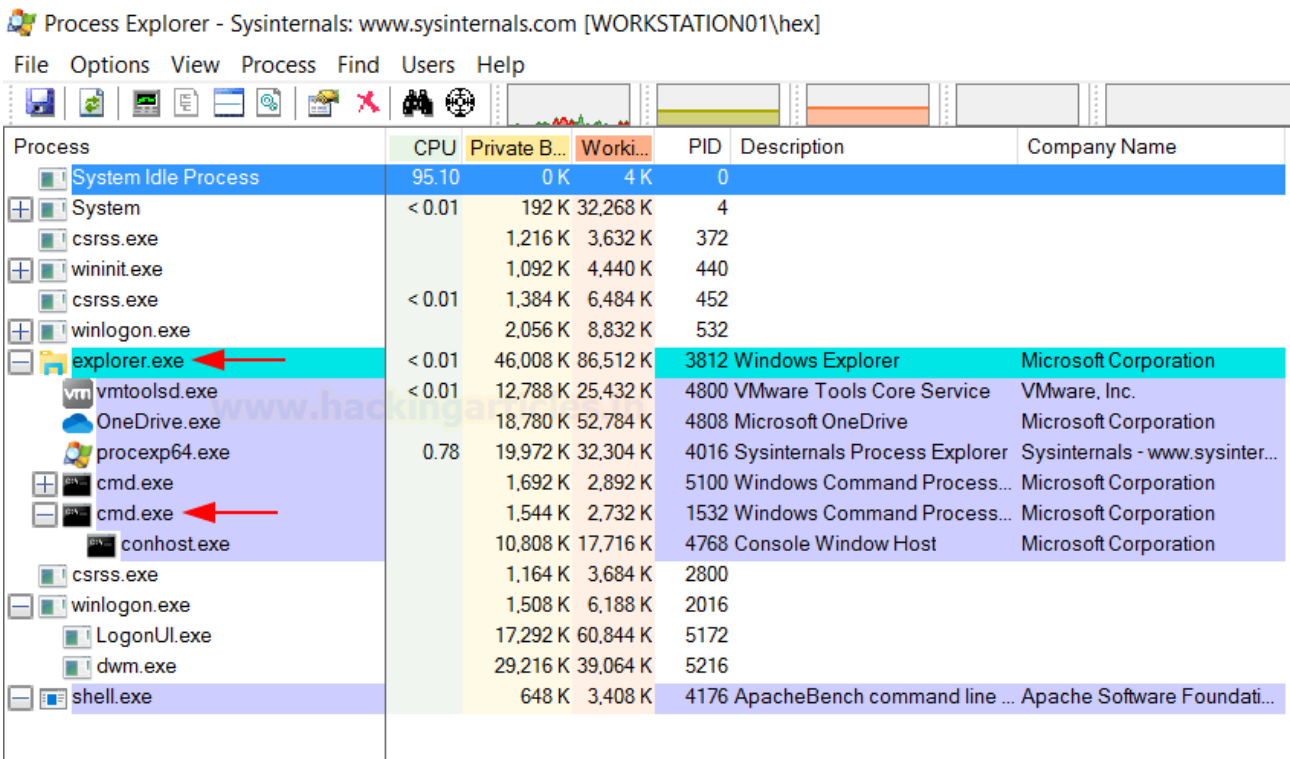 Process Explorer - Sysinternals: www.sysinternals.com [WORKSTATION01\hex]
File Options View Process Find Users Help
Process CPU Private B... Worki... PID Description Company Name
System Idle Process 95.10 0 K 4 K 0
System < 0.01 192 K 32,268 K 4
csrss.exe 1,216 K 3,632 K 372
wininit.exe 1,092 K 4,440 K 440
csrss.exe < 0.01 1,384 K 6,484 K 452
winlogon.exe 2,056 K 8,832 K 532
explorer.exe < 0.01 46,008 K 86,512 K 3812 Windows Explorer Microsoft Corporation
vmtoolsd.exe < 0.01 12,788 K 25,432 K 4800 VMware Tools Core Service VMware, Inc.
www.hackingarticles.in
OneDrive.exe 18,780 K 52,784 K 4808 Microsoft OneDrive Microsoft Corporation
procexp64.exe 0.78 19,972 K 32,304 K 4016 Sysinternals Process Explorer Sysinternals - www.sysinter...
cmd.exe 1,692 K 2,892 K 5100 Windows Command Process... Microsoft Corporation
cmd.exe 1,544 K 2,732 K 1532 Windows Command Process... Microsoft Corporation
conhost.exe 10,808 K 17,716 K 4768 Console Window Host Microsoft Corporation
csrss.exe 1,164 K 3,684 K 2800
winlogon.exe 1,508 K 6,188 K 2016
LogonUI.exe 17,292 K 60,844 K 5172
dwm.exe 29,216 K 39,064 K 5216
shell.exe 648 K 3,408 K 4176 ApacheBench command line ... Apache Software Foundati...